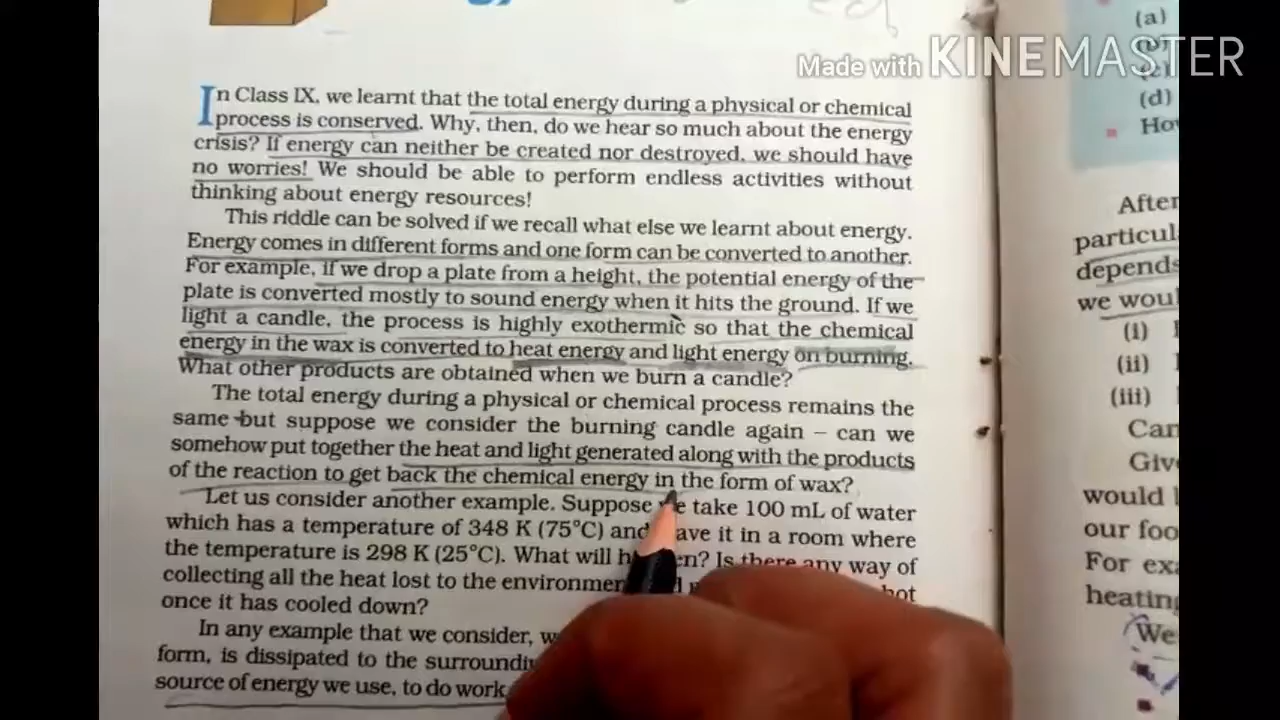 Made with KINEMASTER
In Class IX, we learnt that the total energy during a physical or chemical
process is conserved. Why, then, do we hear so much about the energy
crisis? If energy can neither be created nor destroyed, we should have
no worries! We should be able to perform endless activities without
thinking about energy resources!
This riddle can be solved if we recall what else we learnt about energy.
Energy comes in different forms and one form can be converted to another.
For example, if we drop a plate from a height, the potential energy of the
plate is converted mostly to sound energy when it hits the ground. If we
light a candle, the process is highly exothermic so that the chemical
energy in the wax is converted to heat energy and light energy on burning.
What other products are obtained when we burn a candle?
The total energy during a physical or chemical process remains the
same but suppose we consider the burning candle again – can we
somehow put together the heat and light generated along with the products
of the reaction to get back the chemical energy in the form of wax?
Let us consider another example. Suppose we take 100 mL of water
which has a temperature of 348 K (75°C) and ave it in a room where
the temperature is 298 K (25°C). What will h en? Is there any way of
collecting all the heat lost to the environmen hot
once it has cooled down?
In any example that we consider, w
form, is dissipated to the surroundi
source of energy we use, to do work
(a)
(b)
(c)
(d)
How
After
particul
depends
we woul
(i)
(ii)
(iii)
Can
Giv
would
our foo
For exa
heating
We